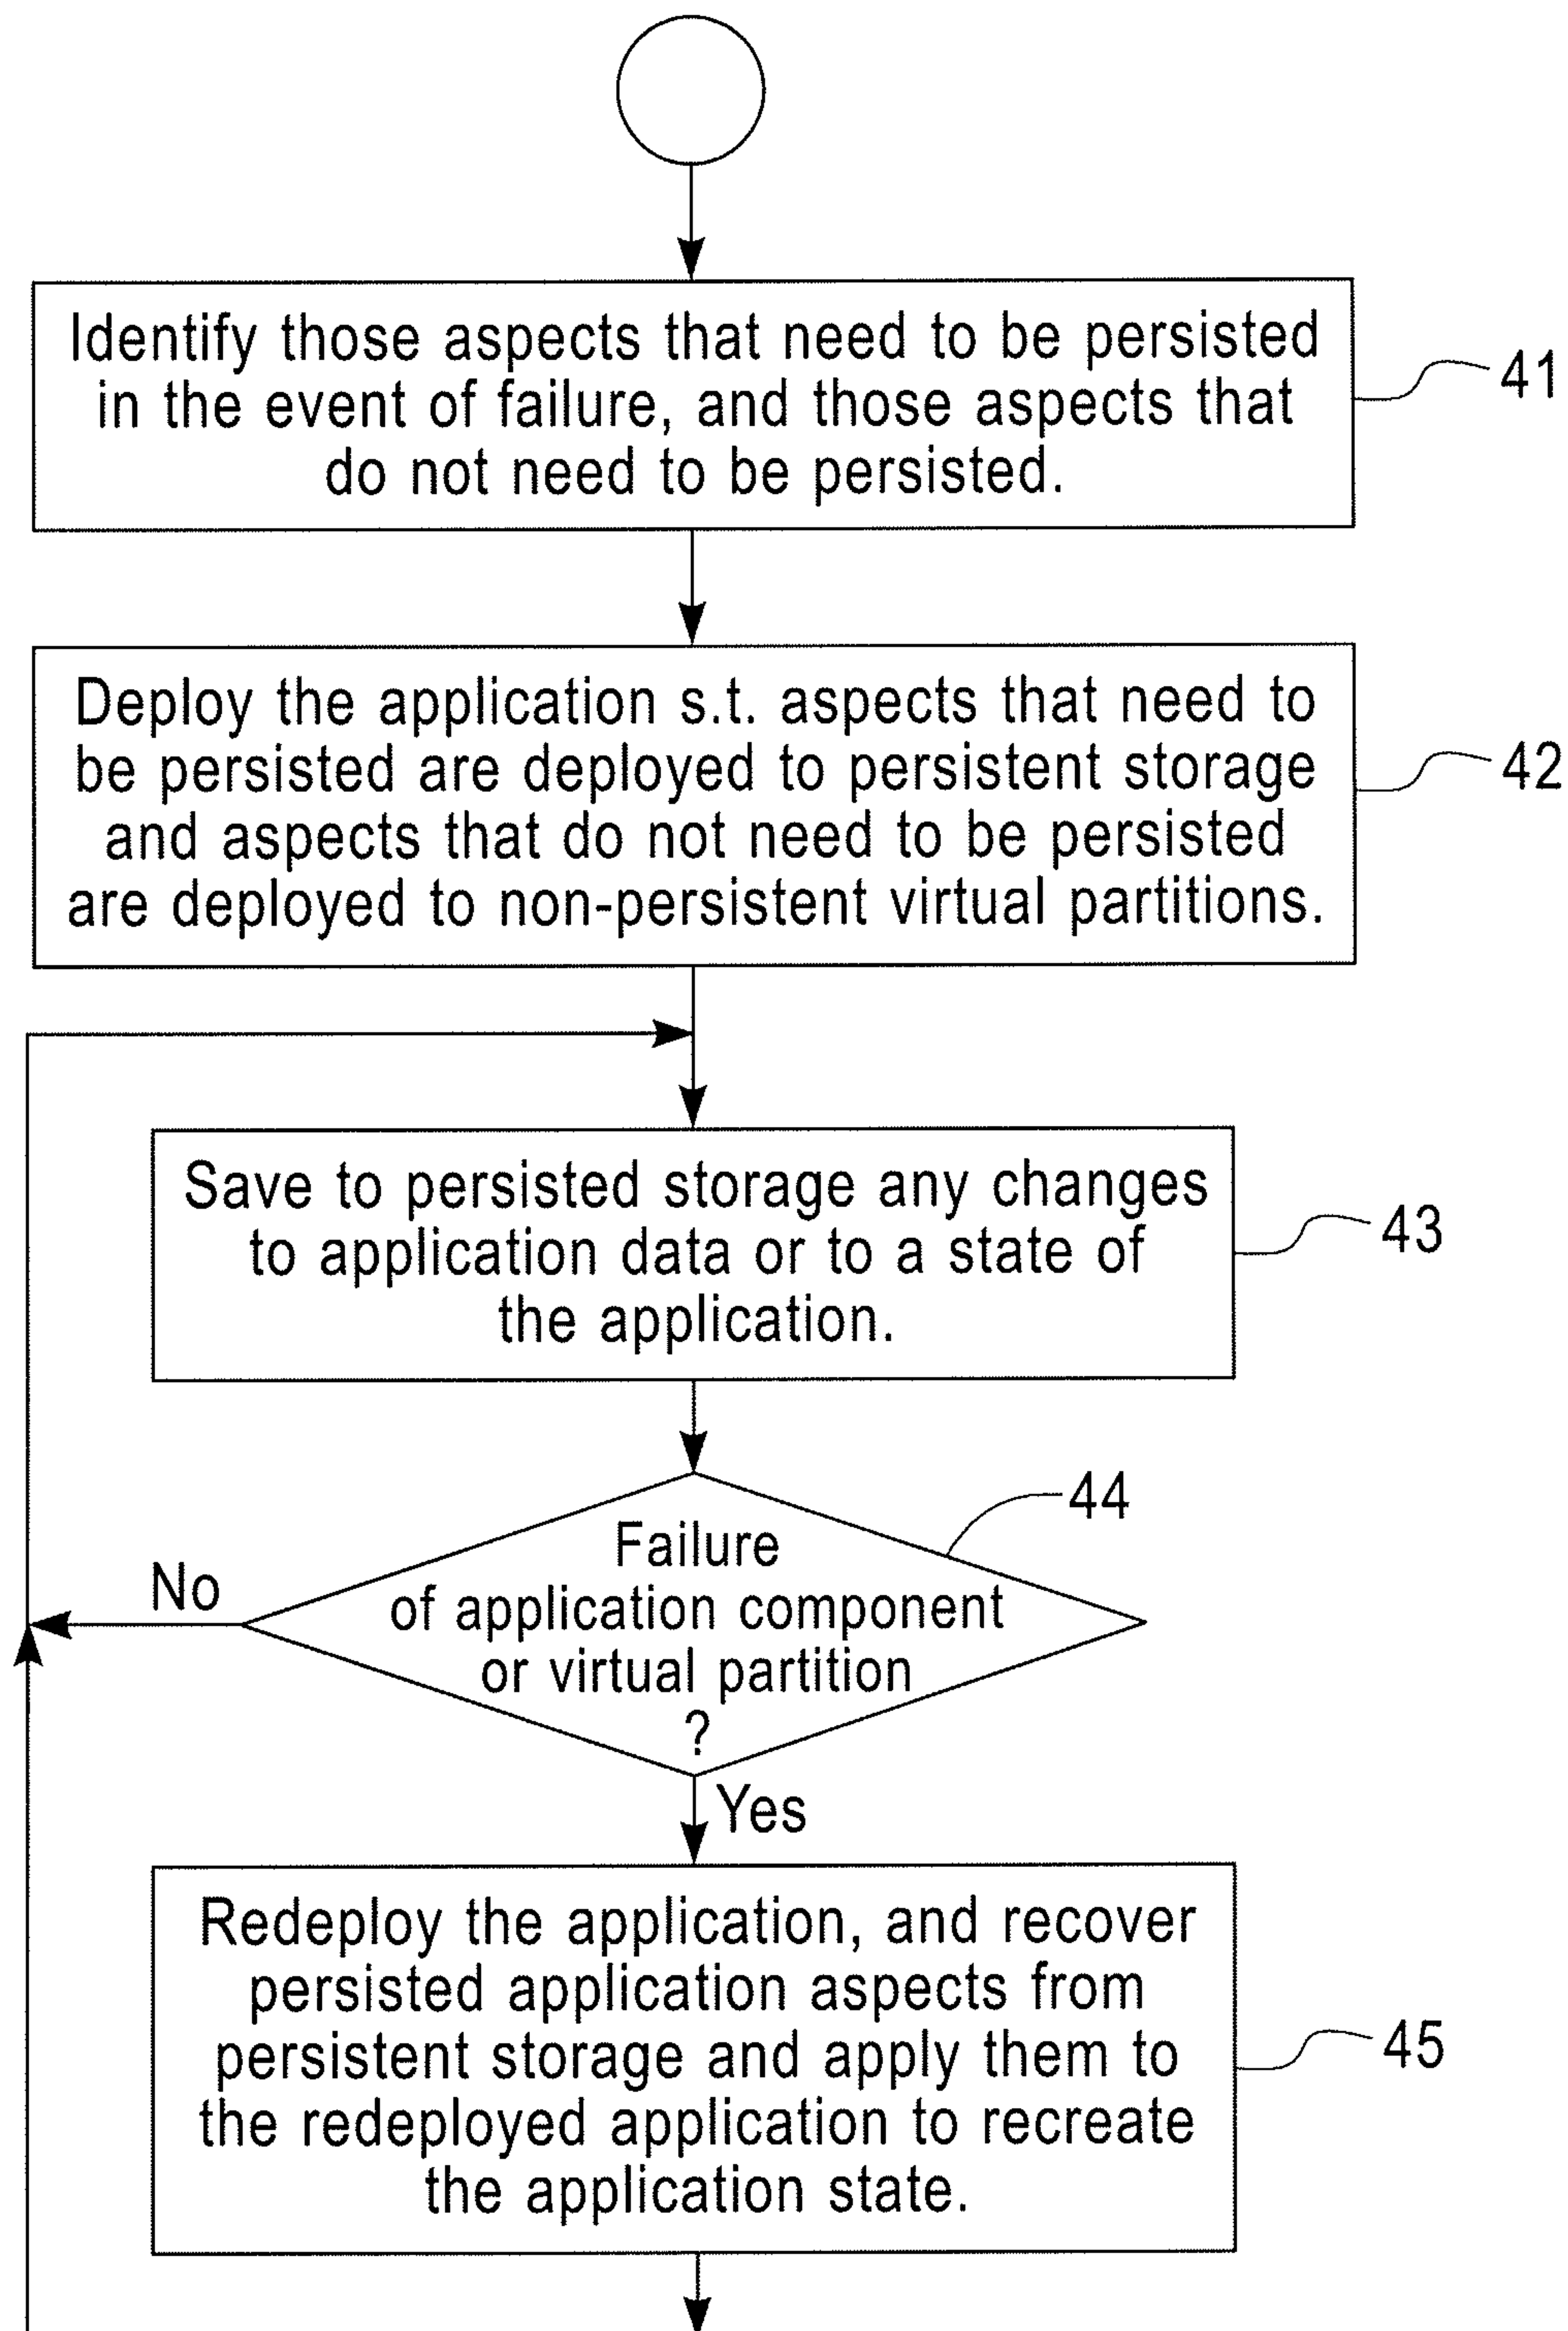 Identify those aspects that need to be persisted
in the event of failure, and those aspects that
do not need to be persisted.
41
Deploy the application s.t. aspects that need to
be persisted are deployed to persistent storage
and aspects that do not need to be persisted
are deployed to non-persistent virtual partitions.
42
Save to persisted storage any changes
to application data or to a state of
the application.
43
44
Failure
of application component
or virtual partition
?
No
Yes
Redeploy the application, and recover
persisted application aspects from
persistent storage and apply them to
the redeployed application to recreate
the application state.
45